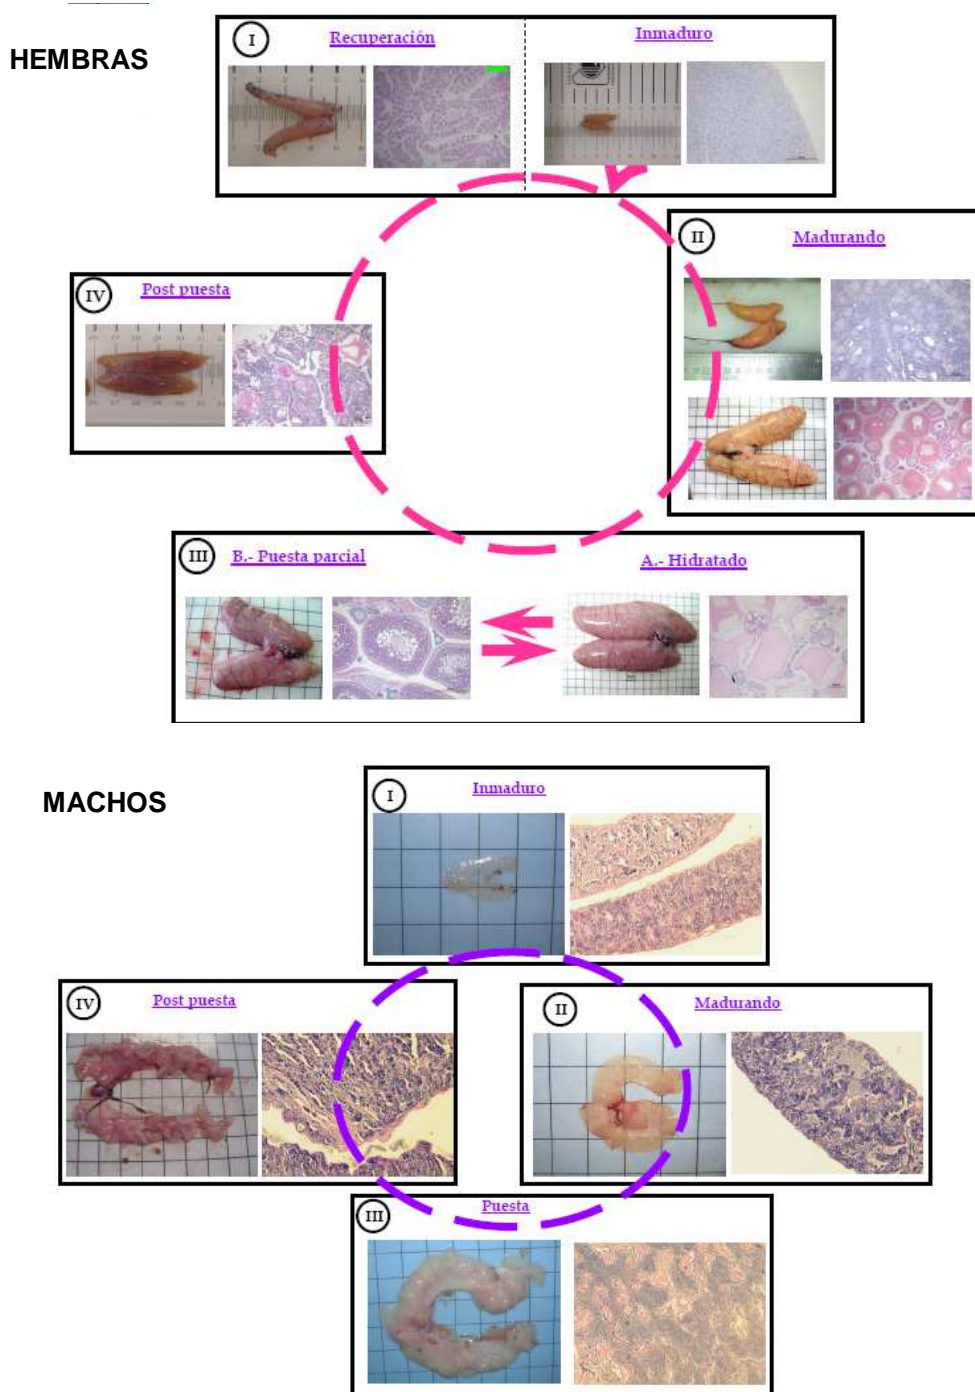 HEMBRAS
I
Recuperación
Inmaduro
II
Madurando
IV
Post puesta
III
B.- Puesta parcial
A.- Hidratado
MACHOS
I
Inmaduro
IV
Post puesta
II
Madurando
III
Puesta